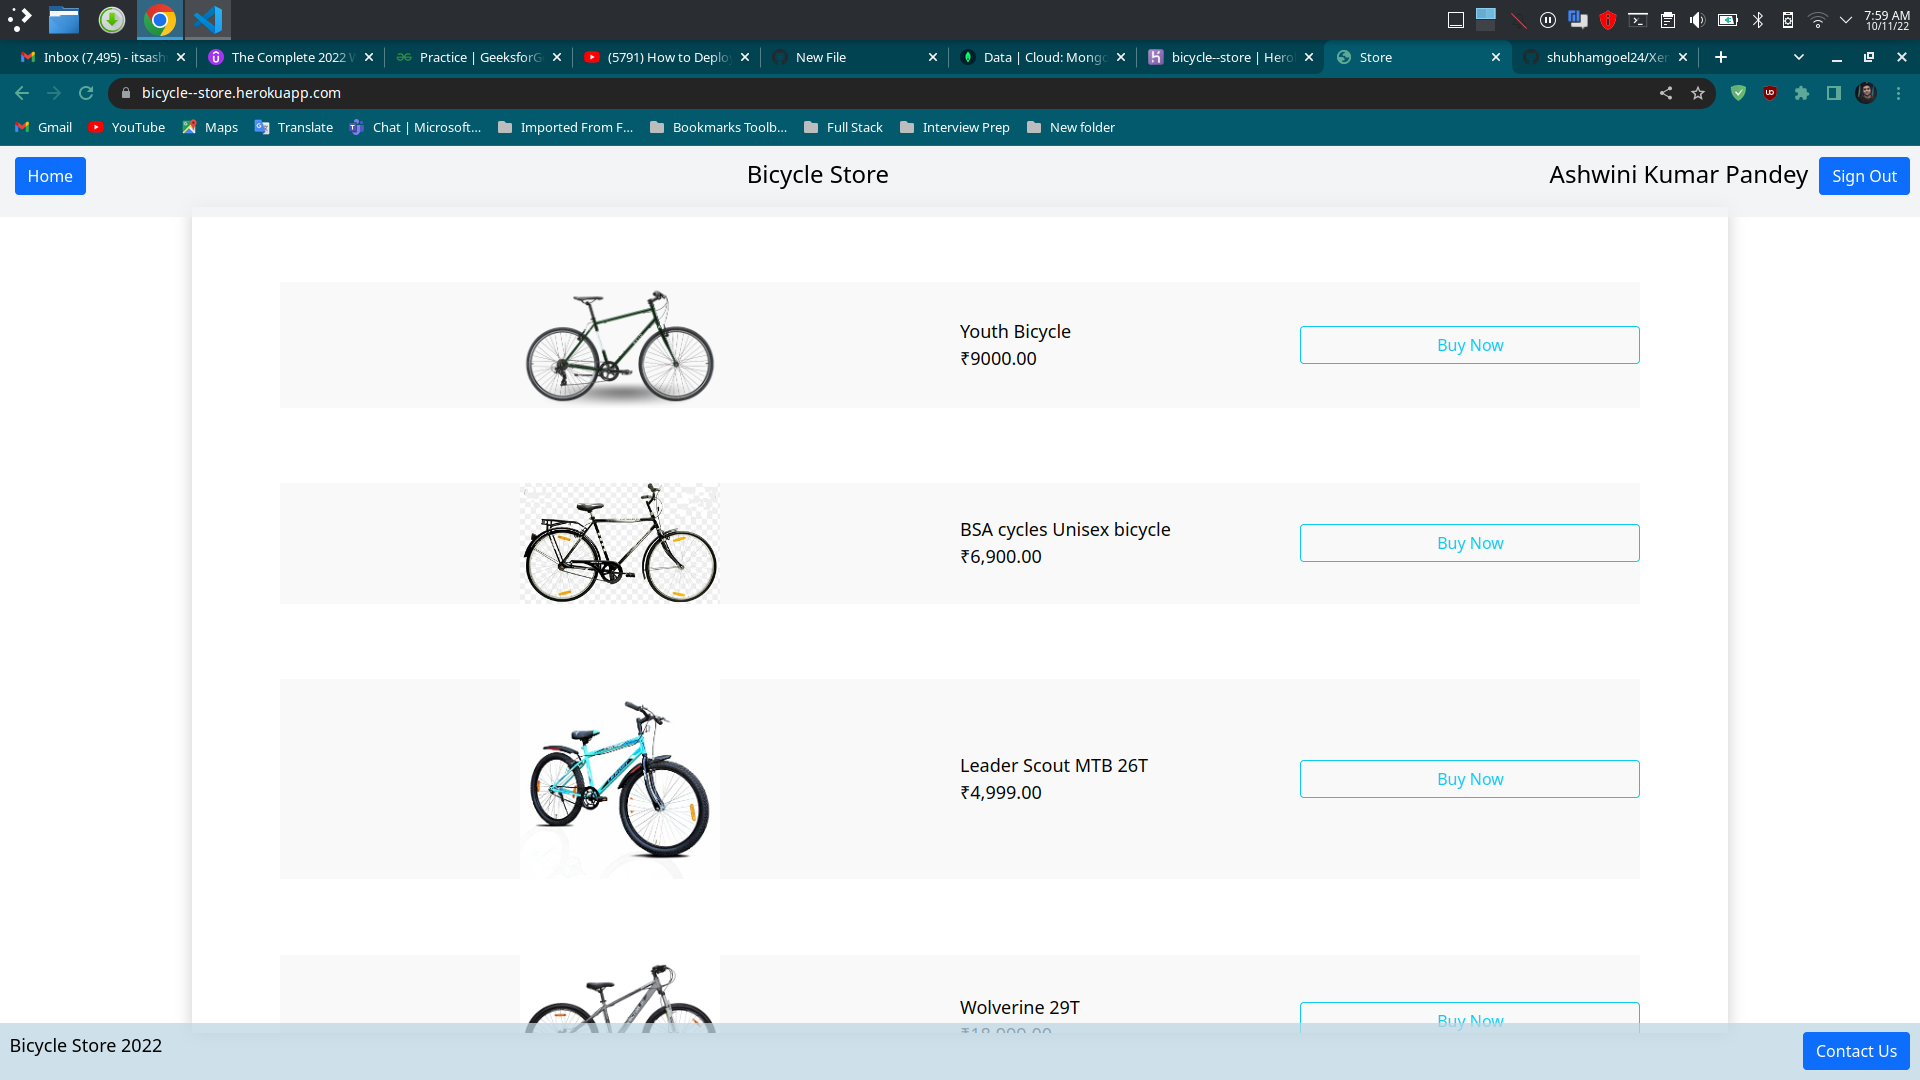 7:59 AM
10/11/22
Inbox (7,495) - itsash
The Complete 2022 W
Practice | GeeksforG
(5791) How to Deplo
New File
Data | Cloud: Mongo
bicycle--store | Hero
Store
shubhamgoel24/Xer
bicycle--store.herokuapp.com
Gmail
YouTube
Maps
Translate
Chat | Microsoft...
Imported From F...
Bookmarks Toolb...
Full Stack
Interview Prep
New folder
Home
Bicycle Store
Ashwini Kumar Pandey
Sign Out
Youth Bicycle
₹9000.00
Buy Now
BSA cycles Unisex bicycle
₹6,900.00
Buy Now
Leader Scout MTB 26T
₹4,999.00
Buy Now
Wolverine 29T
₹18,999.00
Buy Now
Bicycle Store 2022
Contact Us